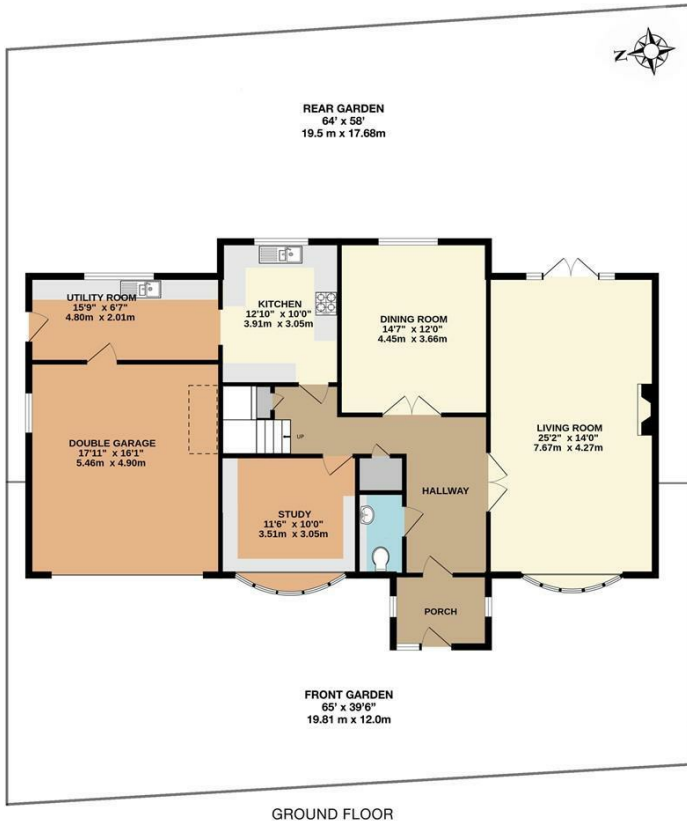 N
REAR GARDEN
64' x 58'
19.5 m x 17.68m
UTILITY ROOM
15'9" x 6'7"
4.80m x 2.01m
KITCHEN
12'10" x 10'0"
3.91m x 3.05m
DINING ROOM
14'7" x 12'0"
4.45m x 3.66m
DOUBLE GARAGE
17'11" x 16'1"
5.46m x 4.90m
UP
LIVING ROOM
25'2" x 14'0"
7.67m x 4.27m
HALLWAY
STUDY
11'6" x 10'0"
3.51m x 3.05m
PORCH
FRONT GARDEN
65' x 39'6"
19.81 m x 12.0m
GROUND FLOOR